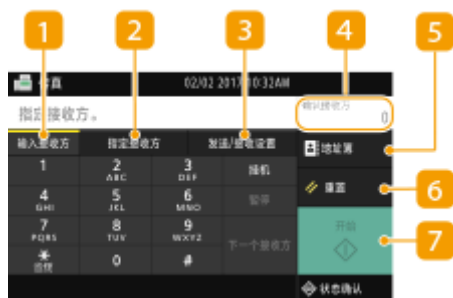 1
2
3
4
5
传真
02/02 2017 10:32AM
指定接收方。
确认接收方
0
输入接收方
指定接收方
发送/接收设置
地址簿
1
2
ABC
3
DEF
挂机
6
重置
4
GHI
5
JKL
6
MNO
暂停
7
PQRS
8
TUV
9
WXYZ
下一个接收方
开始
7
*
音频
0
#
状态确认